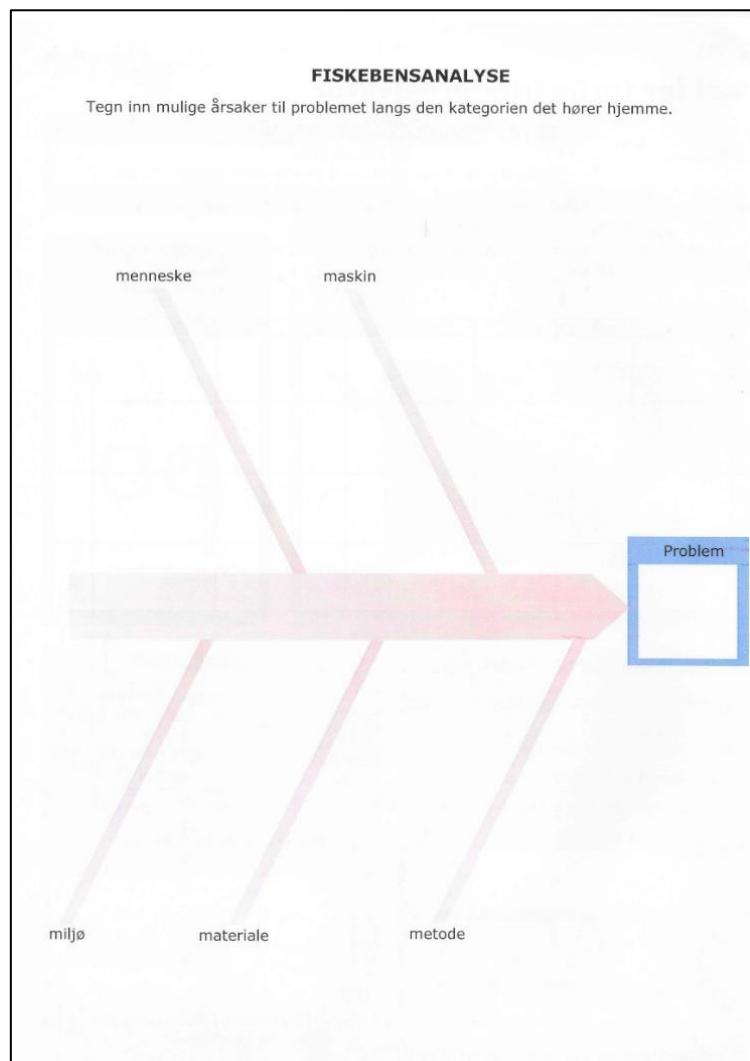 FISKEBENSANALYSE
Tegn inn mulige årsaker til problemet langs den kategorien det hører hjemme.
menneske
maskin
Problem
miljø
materiale
metode